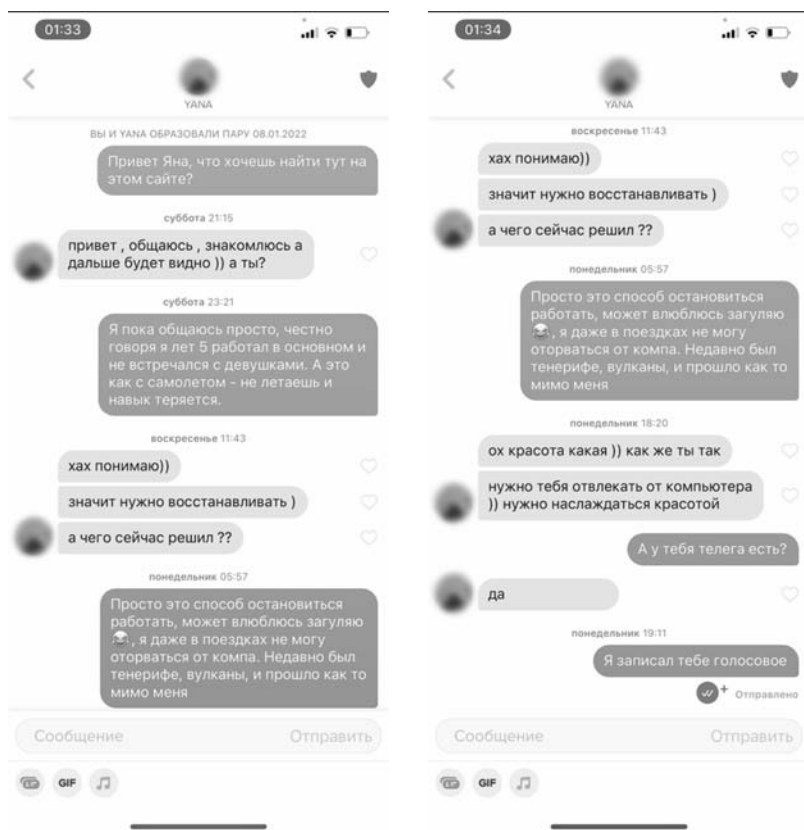 01:33
YANA
ВЫ И YANA ОБРАЗОВАЛИ ПАРУ 08.01.2022
Привет Яна, что хочешь найти тут на
этом сайте?
суббота 21:15
привет , общаюсь , знакомлюсь а
дальше будет видно )) а ты?
суббота 23:21
Я пока общаюсь просто, честно
говоря я лет 5 работал в основном и
не встречался с девушками. А это
как с самолетом - не летаешь и
навык теряется.
воскресенье 11:43
хах понимаю))
значит нужно восстанавливать )
а чего сейчас решил ??
понедельник 05:57
Просто это способ остановиться
работать, может влюблюсь загуляю
😂, я даже в поездках не могу
оторваться от компа. Недавно был
тенерифе, вулканы, и прошло как то
мимо меня
Сообщение
Отправить
GIF
01:34
YANA
воскресенье 11:43
хах понимаю))
значит нужно восстанавливать )
а чего сейчас решил ??
понедельник 05:57
Просто это способ остановиться
работать, может влюблюсь загуляю
😂, я даже в поездках не могу
оторваться от компа. Недавно был
тенерифе, вулканы, и прошло как то
мимо меня
понедельник 18:20
ох красота какая )) как же ты так
нужно тебя отвлекать от компьютера
)) нужно наслаждаться красотой
А у тебя телега есть?
да
понедельник 19:11
Я записал тебе голосовое
Отправлено
Сообщение
Отправить
GIF